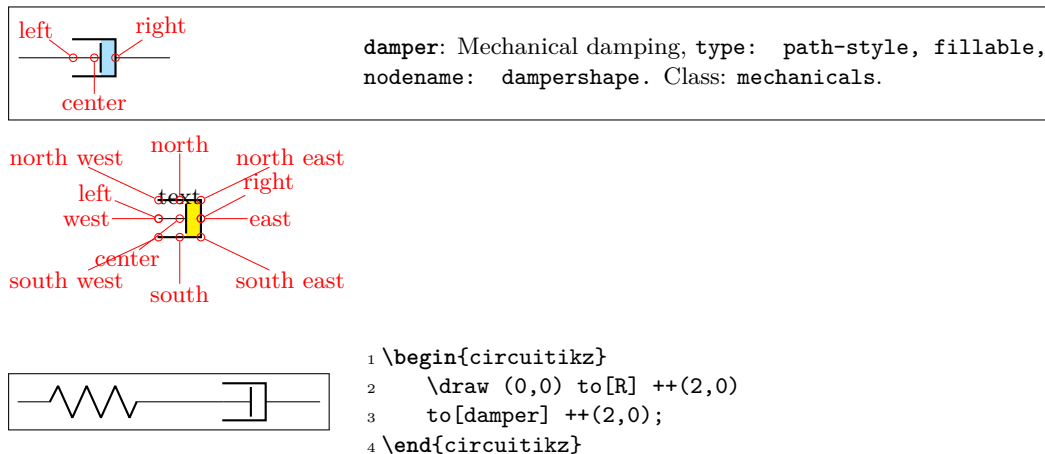 left
right
center
damper: Mechanical damping, type: path-style, fillable,
nodename: dampershape. Class: mechanicals.
north west
north
north east
text
left
right
west
east
center
south west
south
south east
1 \begin{circuitikz}
2 \draw (0,0) to[R] ++(2,0)
3 to[damper] ++(2,0);
4 \end{circuitikz}